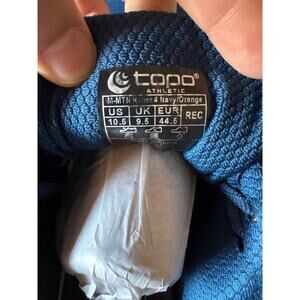 topo®
ATHLETIC
M-MTN Racer 4 Navy/Orange
US UK EUR REC
10.5 9.5 44.5